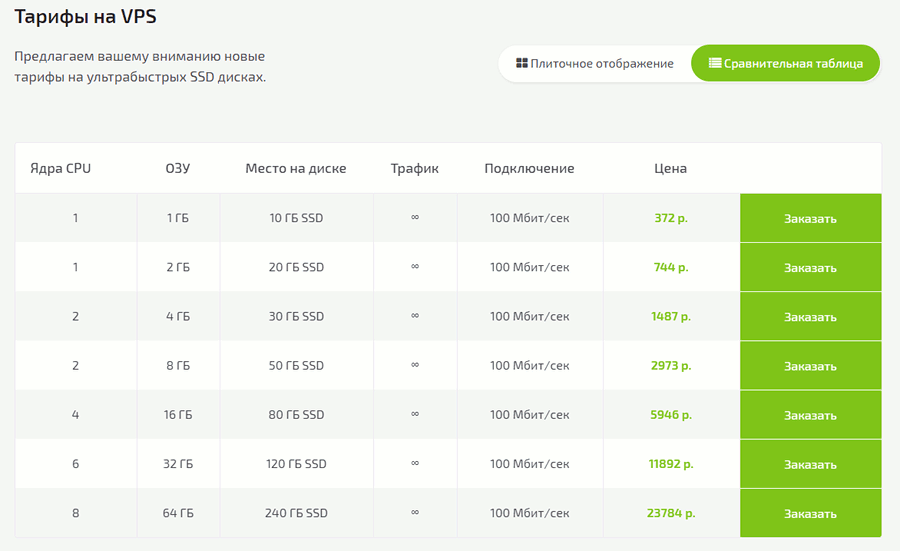 Тарифы на VPS
Предлагаем вашему вниманию новые
тарифы на ультрабыстрых SSD дисках.
Плиточное отображение Сравнительная таблица
Ядра CPU ОЗУ Место на диске Трафик Подключение Цена
1 1 ГБ 10 ГБ SSD ∞ 100 Мбит/сек 372 р. Заказать
1 2 ГБ 20 ГБ SSD ∞ 100 Мбит/сек 744 р. Заказать
2 4 ГБ 30 ГБ SSD ∞ 100 Мбит/сек 1487 р. Заказать
2 8 ГБ 50 ГБ SSD ∞ 100 Мбит/сек 2973 р. Заказать
4 16 ГБ 80 ГБ SSD ∞ 100 Мбит/сек 5946 р. Заказать
6 32 ГБ 120 ГБ SSD ∞ 100 Мбит/сек 11892 р. Заказать
8 64 ГБ 240 ГБ SSD ∞ 100 Мбит/сек 23784 р. Заказать